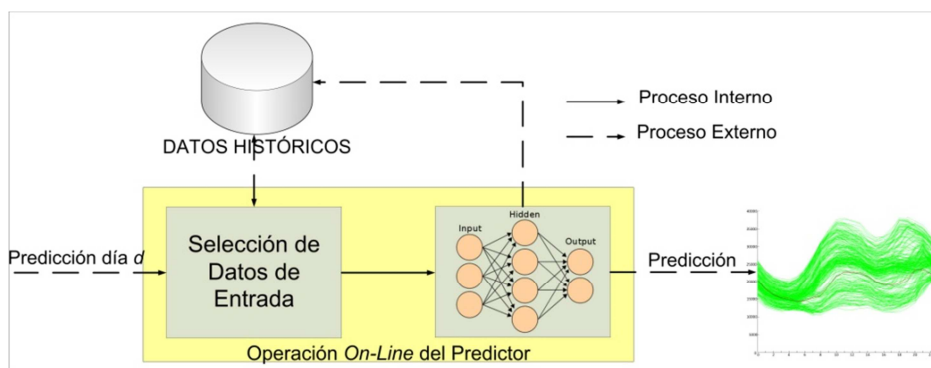 DATOS HISTÓRICOS
Proceso Interno
Proceso Externo
Predicción día d
Selección de
Datos de
Entrada
Input
Hidden
Output
Predicción
Operación On-Line del Predictor